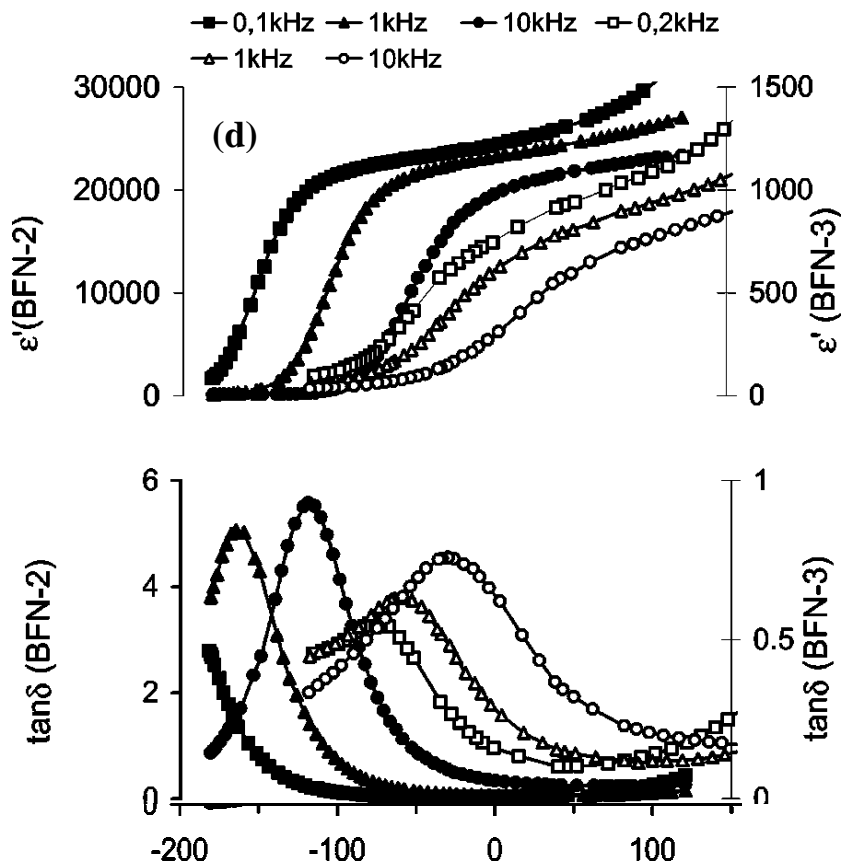 0,1kHz 1kHz 10kHz 0,2kHz
1kHz 10kHz
30000 1500
(d)
20000 1000
10000 500
0 0
ε'(BFN-2)
ε' (BFN-3)
6 1
4
0.5
2
0 0
tanδ (BFN-2)
tanδ (BFN-3)
-200 -100 0 100